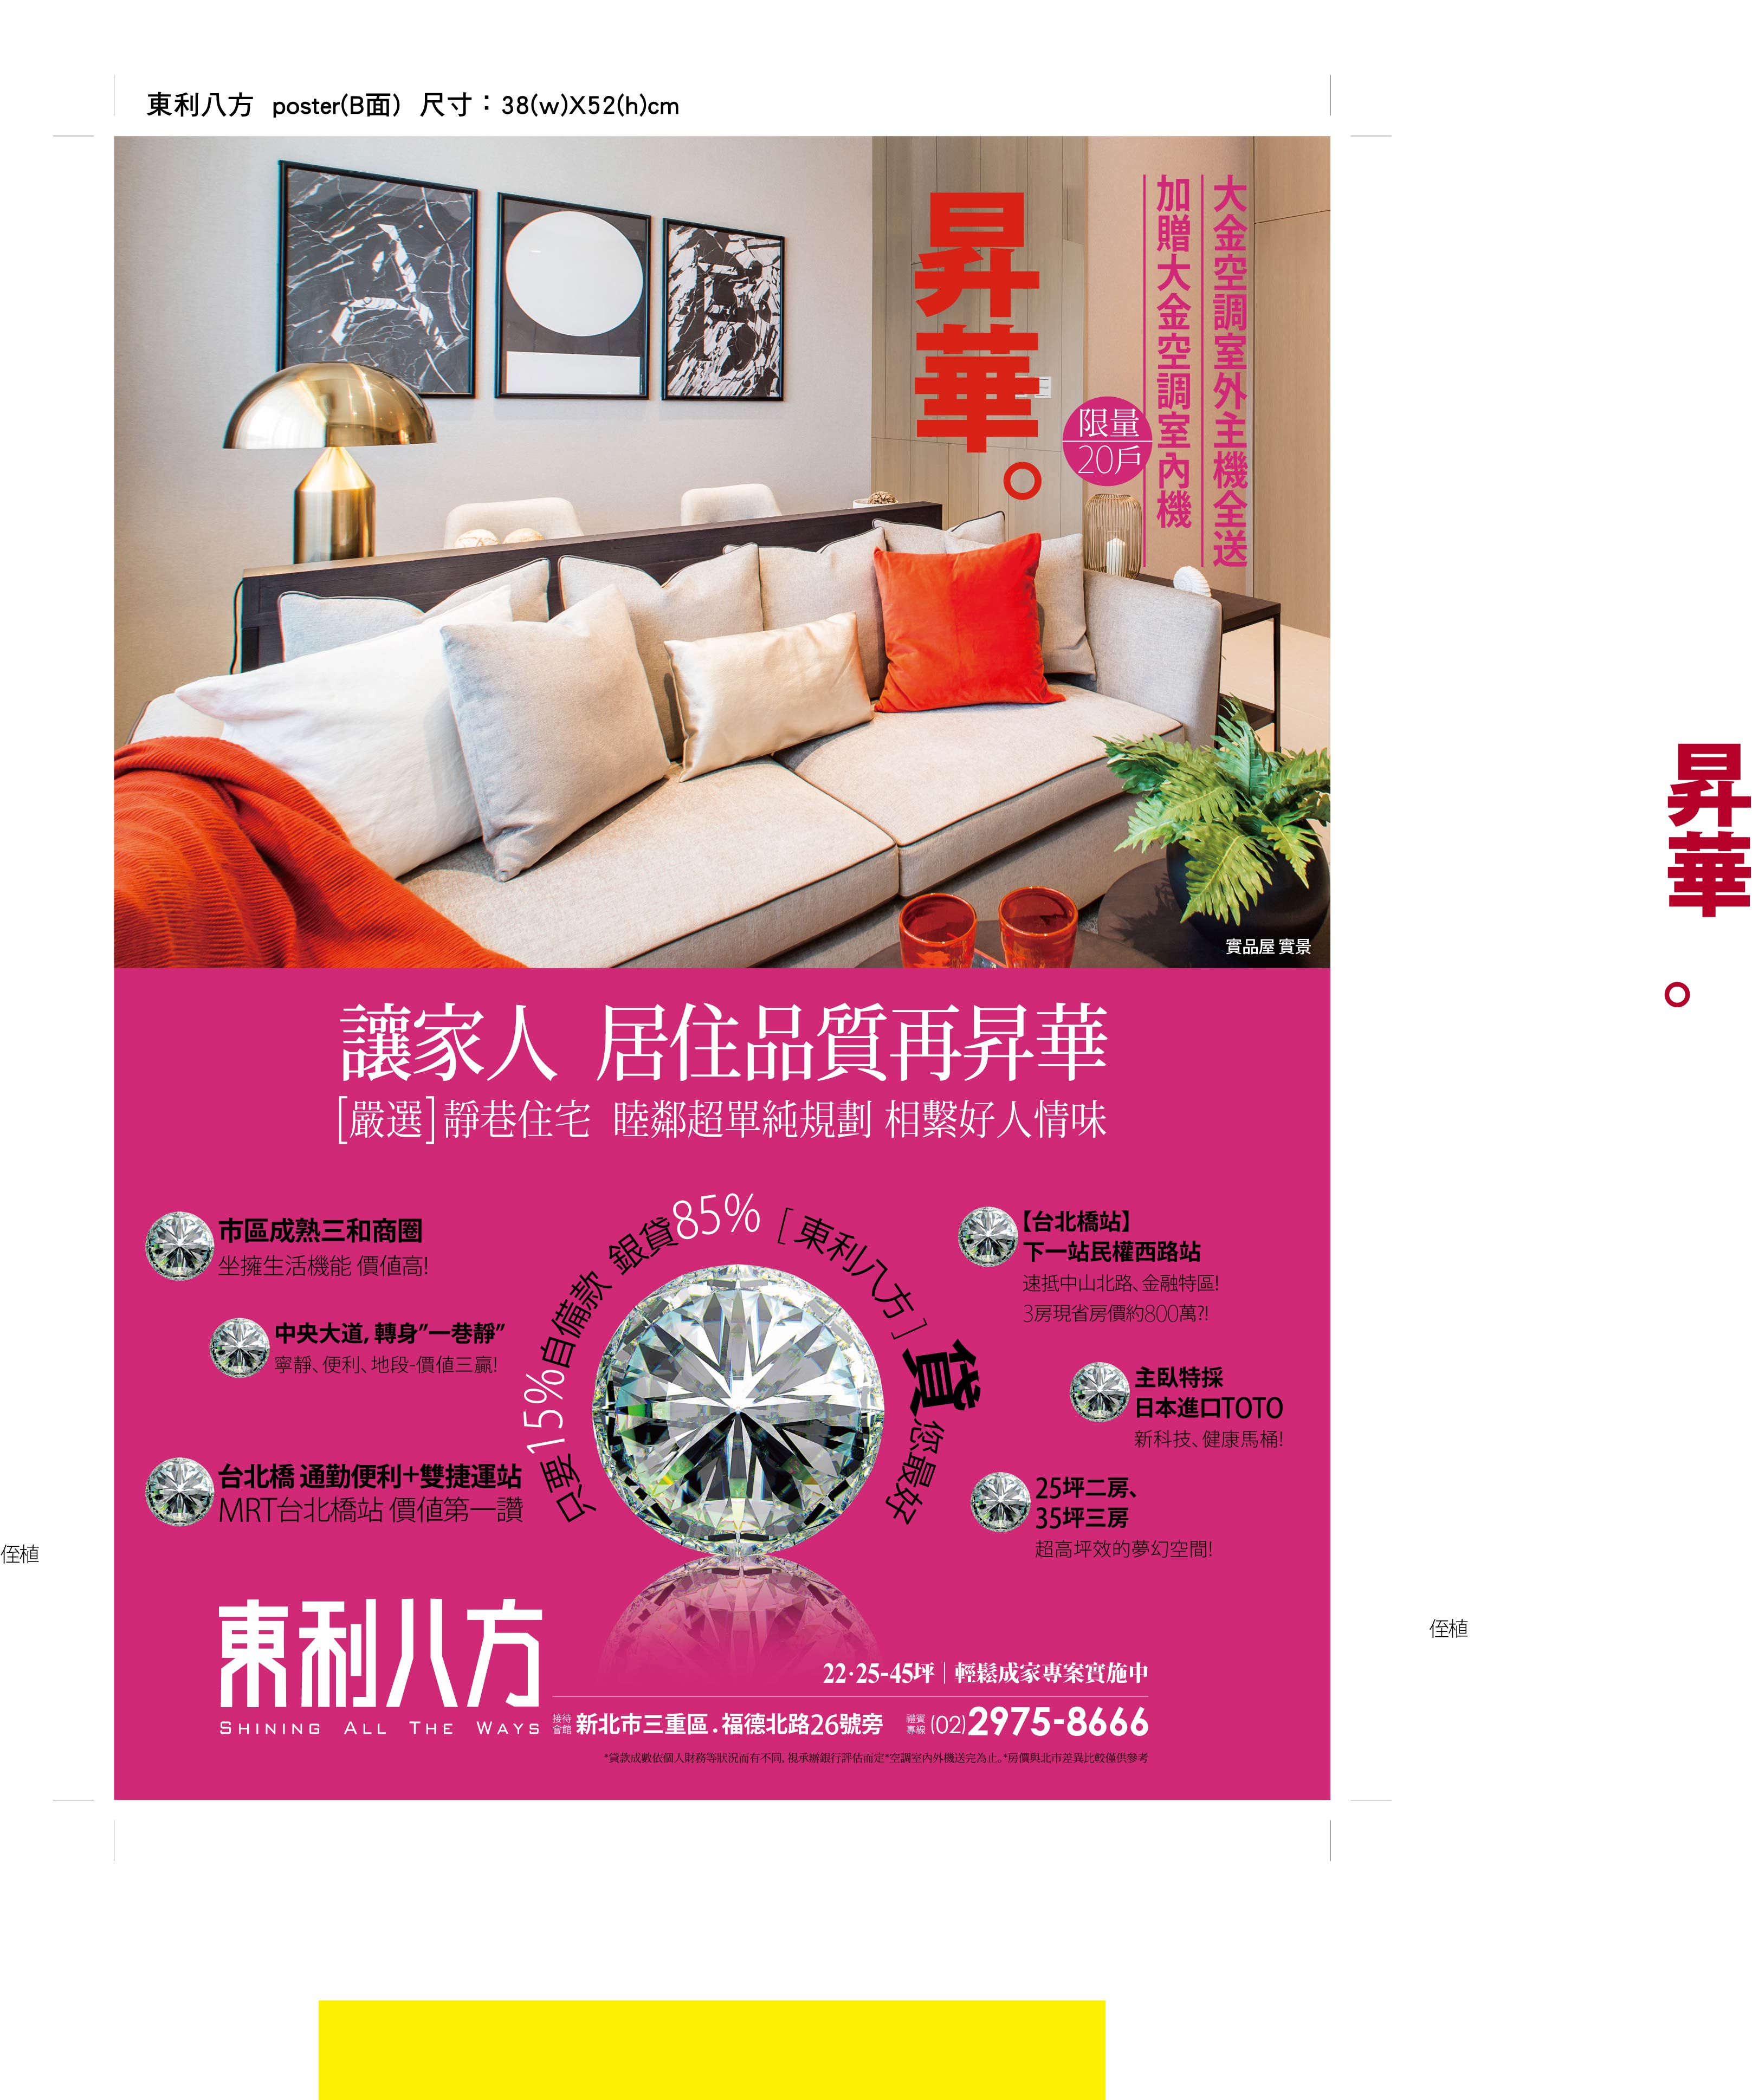 東利八方 poster(B面) 尺寸：38(w)X52(h)cm
大金空調室外主機全送
加贈大金空調室內機
限量
20戶
昇華。
實品屋 實景
昇華。
讓家人 居住品質再昇華
[嚴選]靜巷住宅 睦鄰超單純規劃 相繫好人情味
只要15%自備款 銀貸85% [東利八方] 貸您最好
市區成熟三和商圈
坐擁生活機能 價值高!
中央大道, 轉身"一巷靜"
寧靜、便利、地段-價值三贏!
台北橋 通勤便利+雙捷運站
MRT台北橋站 價值第一讚
【台北橋站】
下一站民權西路站
速抵中山北路、金融特區!
3房現省房價約800萬?!
主臥特採
日本進口TOTO
新科技、健康馬桶!
25坪二房、
35坪三房
超高坪效的夢幻空間!
侄植
侄植
東利八方
SHINING ALL THE WAYS
22·25-45坪｜輕鬆成家專案實施中
接待會館 新北市三重區.福德北路26號旁 禮賓專線 (02)2975-8666
*貸款成數依個人財務等狀況而有不同, 視承辦銀行評估而定*空調室內外機送完為止。*房價與北市差異比較僅供參考